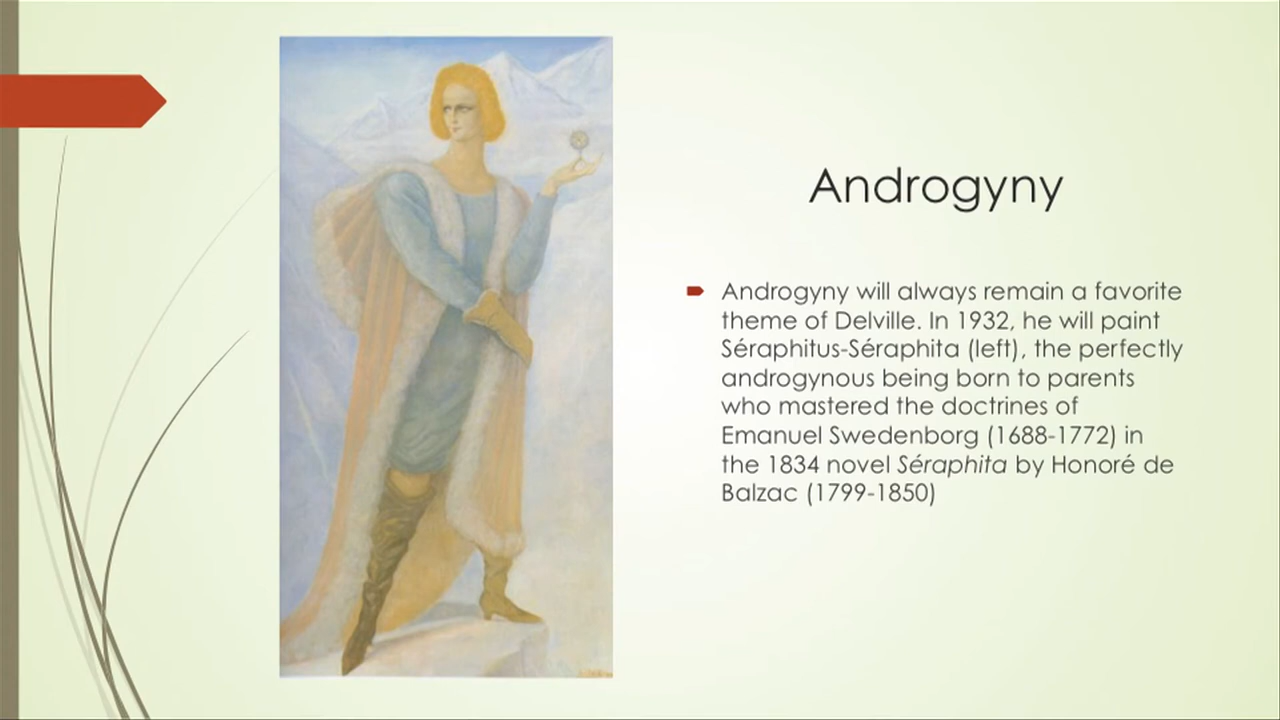 Androgyny
Androgyny will always remain a favorite
theme of Delville. In 1932, he will paint
Séraphitus-Séraphita (left), the perfectly
androgynous being born to parents
who mastered the doctrines of
Emanuel Swedenborg (1688-1772) in
the 1834 novel Séraphita by Honoré de
Balzac (1799-1850)